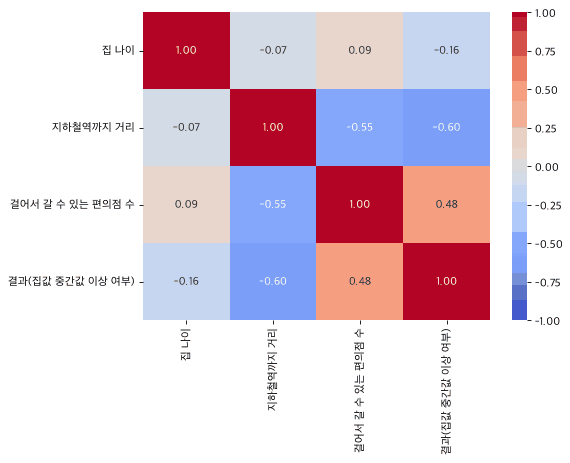 집 나이
1.00 -0.07 0.09 -0.16
지하철역까지 거리
-0.07 1.00 -0.55 -0.60
걸어서 갈 수 있는 편의점 수
0.09 -0.55 1.00 0.48
결과(집값 중간값 이상 여부)
-0.16 -0.60 0.48 1.00
집 나이
지하철역까지 거리
걸어서 갈 수 있는 편의점 수
결과(집값 중간값 이상 여부)
1.00
0.75
0.50
0.25
0.00
-0.25
-0.50
-0.75
-1.00